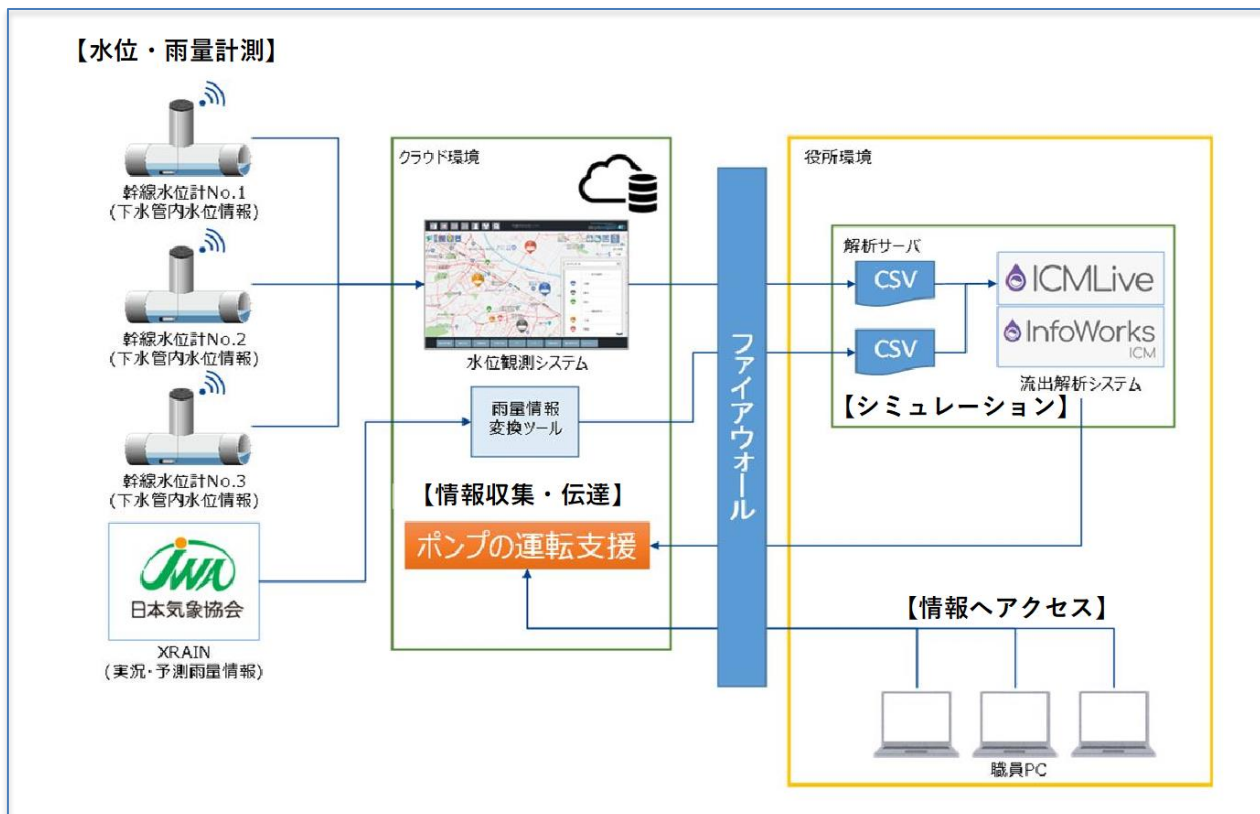 【水位・雨量計測】
幹線水位計No.1
(下水管内水位情報)
幹線水位計No.2
(下水管内水位情報)
幹線水位計No.3
(下水管内水位情報)
JWA
日本気象協会
XRAIN
(実況・予測雨量情報)
クラウド環境
水位観測システム
雨量情報
変換ツール
【情報収集・伝達】
ポンプの運転支援
ファイアウォール
役所環境
解析サーバ
CSV
ICMLive
CSV
InfoWorks
ICM
流出解析システム
【シミュレーション】
【情報へアクセス】
職員PC